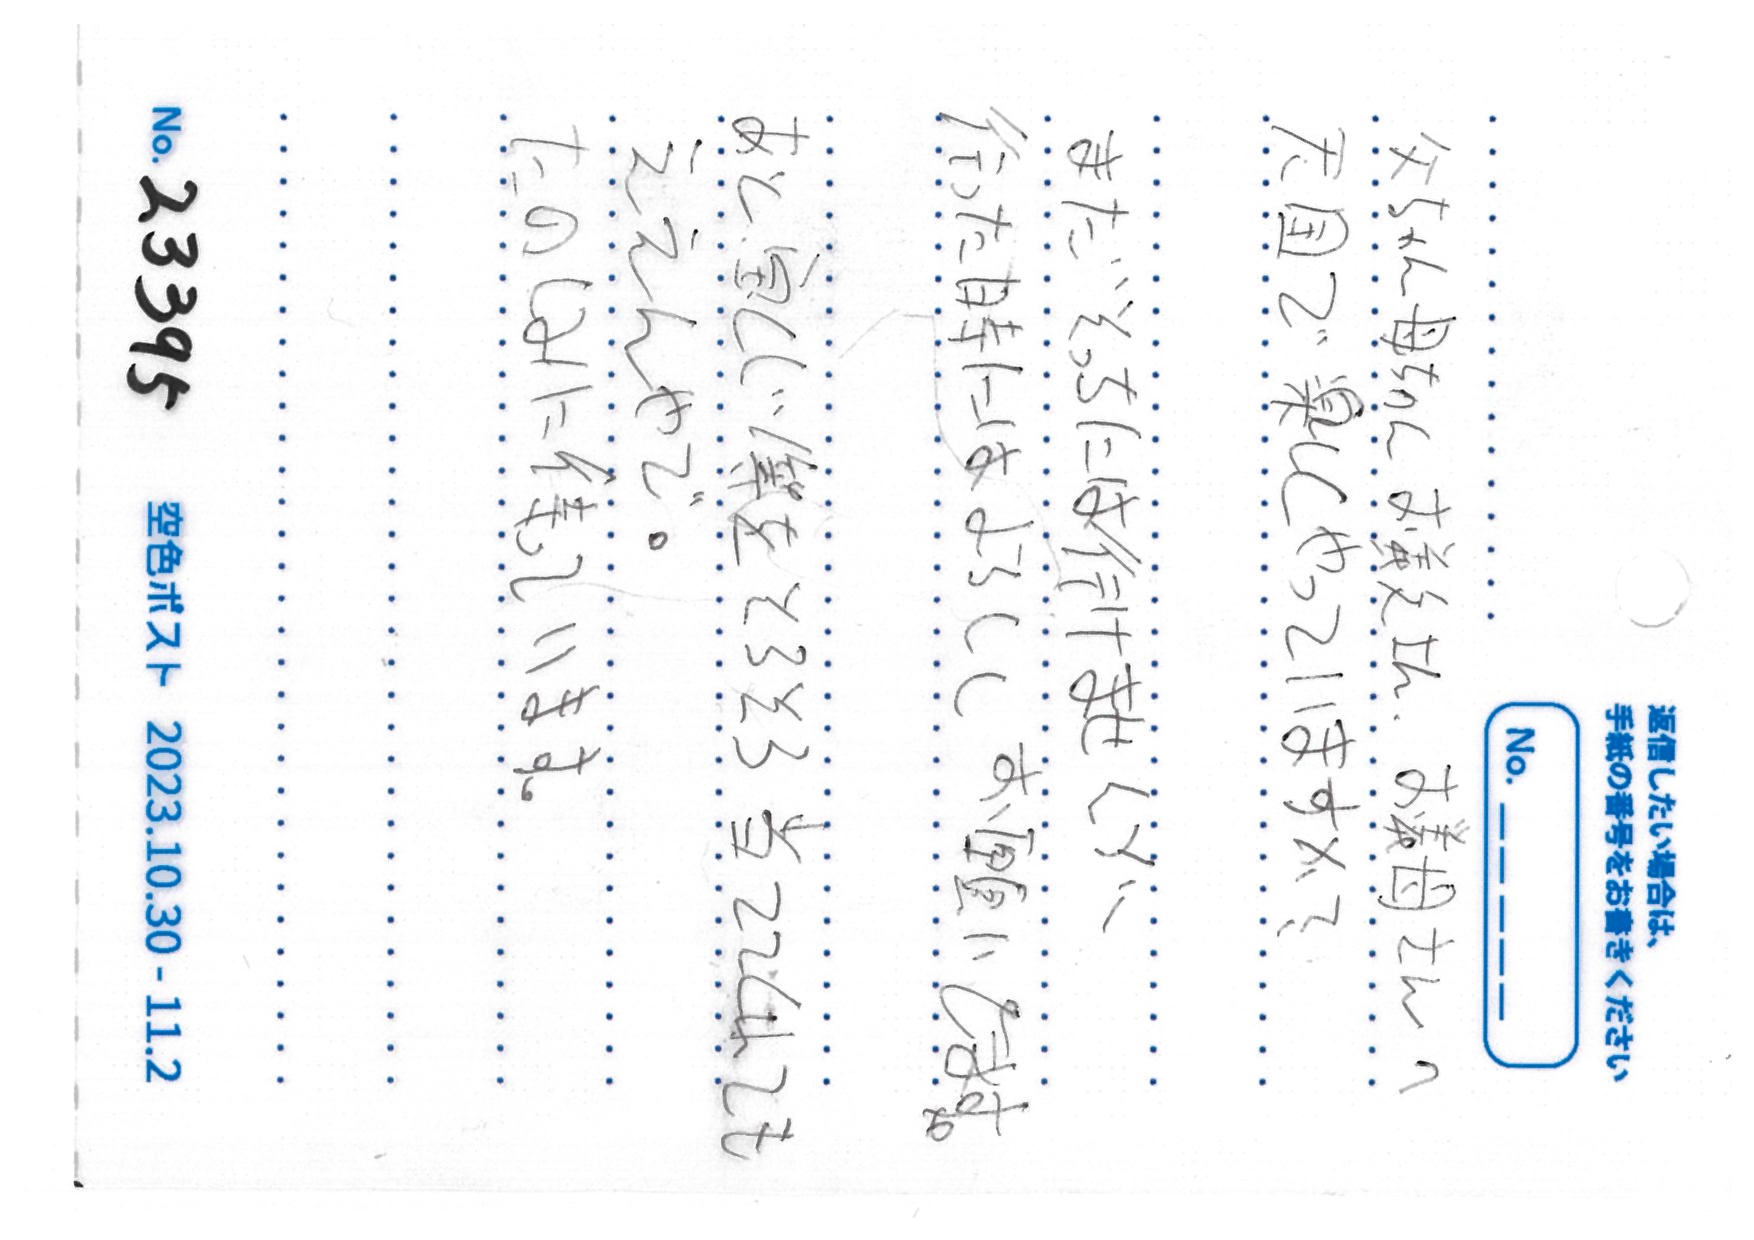 返信したい場合は、
手紙の番号をお書きください
No. _ _ _ _ _
父ちゃん母ちゃん お義父さん、お義母さんへ
天国で楽しくやっていますか?
まだそっちには行けませんが
行った時にはよろしく お願いします。
あと、宝くじ1等をそろそろ当ててくれても
ええんやで。
たのしみに待っています。
No. 23395
空色ポスト 2023.10.30 - 11.2